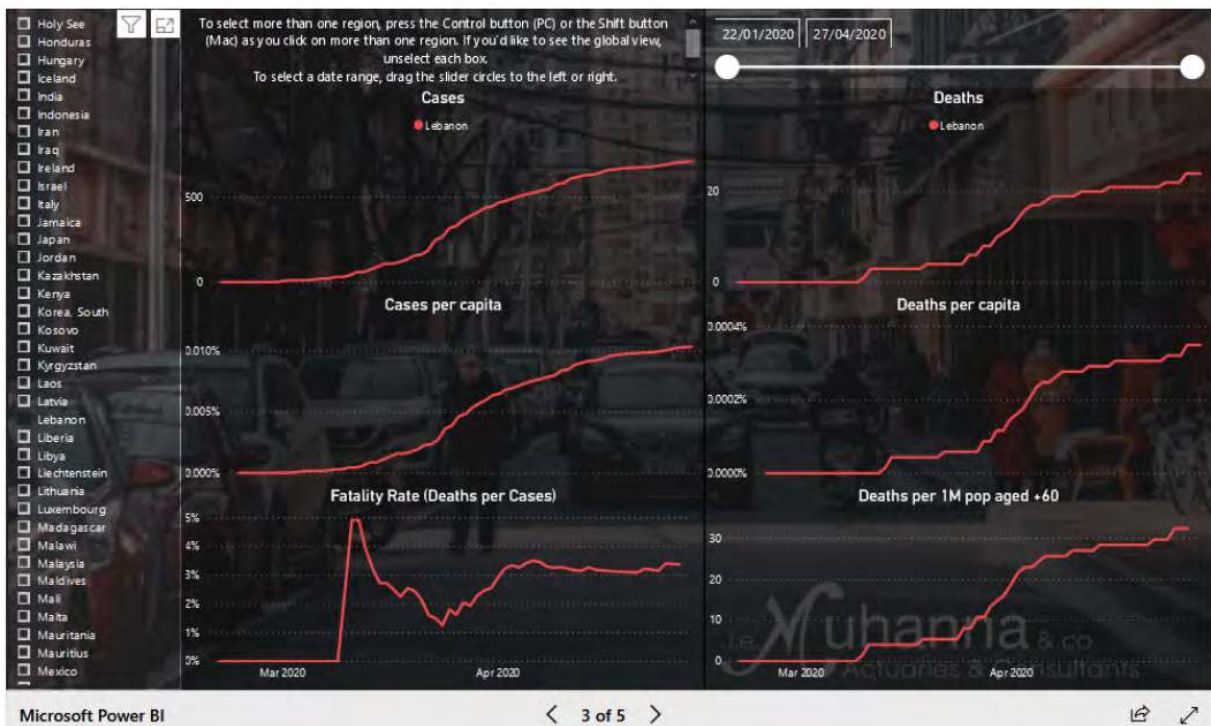 Holy See
Honduras
Hungary
Iceland
India
Indonesia
Iran
Iraq
Ireland
Israel
Italy
Jamaica
Japan
Jordan
Kazakhstan
Kenya
Korea, South
Kosovo
Kuwait
Kyrgyzstan
Laos
Latvia
Lebanon
Liberia
Libya
Liechtenstein
Lithuania
Luxembourg
Madagascar
Malawi
Malaysia
Maldives
Mali
Malta
Mauritania
Mauritius
Mexico
To select more than one region, press the Control button (PC) or the Shift button
(Mac) as you click on more than one region. If you'd like to see the global view,
unselect each box.
To select a date range, drag the slider circles to the left or right.
22/01/2020 27/04/2020
Cases
Lebanon
500
0
Cases per capita
0.010%
0.005%
0.000%
Fatality Rate (Deaths per Cases)
5%
4%
3%
2%
1%
0%
Mar 2020 Apr 2020
Deaths
Lebanon
20
0
Deaths per capita
0.0004%
0.0002%
0.0000%
Deaths per 1M pop aged +60
30
20
10
0
Mar 2020 Apr 2020
i.e. Muhanna & co
Actuaries & Consultants
Microsoft Power BI
3 of 5